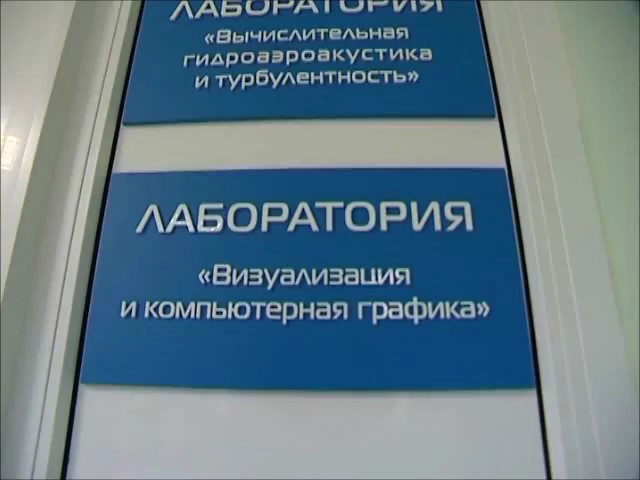 ЛАБОРАТОРИЯ
«Вычислительная
гидроаэроакустика
и турбулентность»
ЛАБОРАТОРИЯ
«Визуализация
и компьютерная графика»